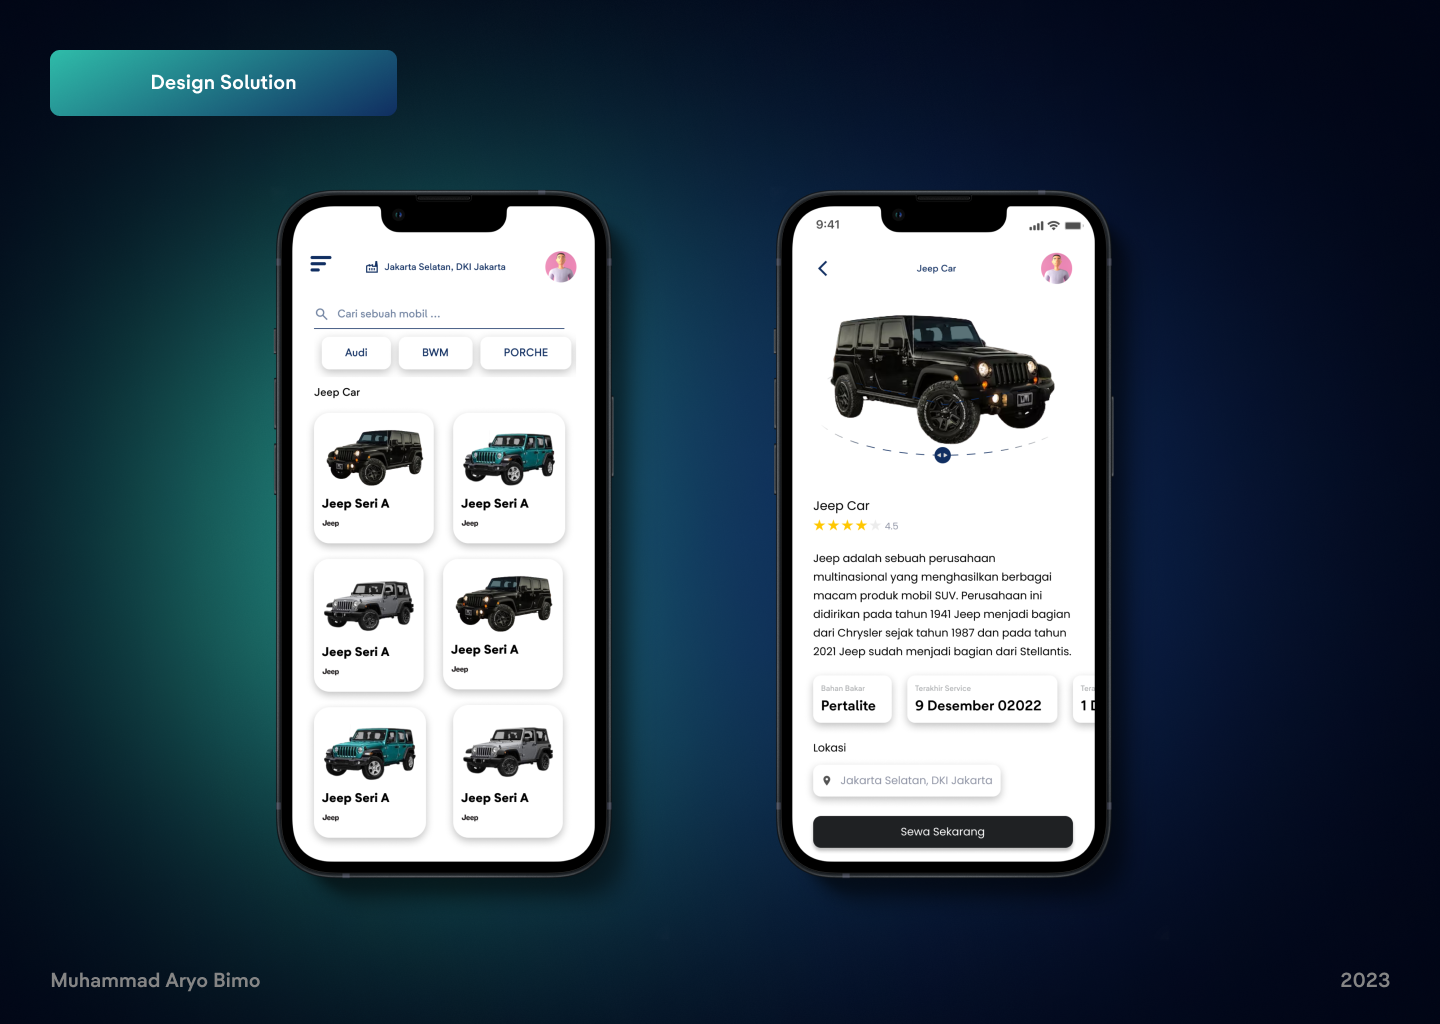 Design Solution
Jakarta Selatan, DKI Jakarta
Cari sebuah mobil ...
Audi
BWM
PORCHE
Jeep Car
Jeep Seri A
Jeep
Jeep Seri A
Jeep
Jeep Seri A
Jeep
Jeep Seri A
Jeep
Jeep Seri A
Jeep
Jeep Seri A
Jeep
9:41
Jeep Car
Jeep Car
4.5
Jeep adalah sebuah perusahaan
multinasional yang menghasilkan berbagai
macam produk mobil SUV. Perusahaan ini
didirikan pada tahun 1941 Jeep menjadi bagian
dari Chrysler sejak tahun 1987 dan pada tahun
2021 Jeep sudah menjadi bagian dari Stellantis.
Bahan Bakar
Pertalite
Terakhir Service
9 Desember 02022
Lokasi
Jakarta Selatan, DKI Jakarta
Sewa Sekarang
Muhammad Aryo Bimo
2023